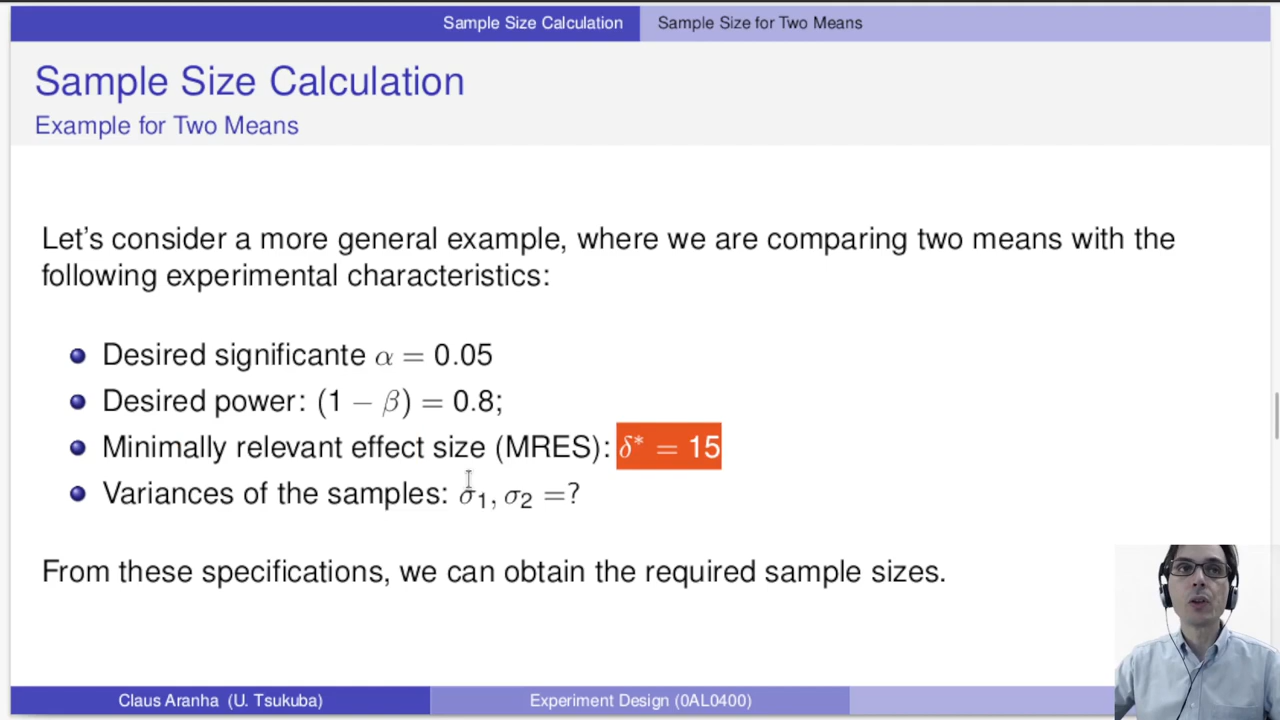 Sample Size Calculation
Sample Size for Two Means
Sample Size Calculation
Example for Two Means
Let's consider a more general example, where we are comparing two means with the
following experimental characteristics:
Desired significante α = 0.05
Desired power: (1 − β) = 0.8;
Minimally relevant effect size (MRES): δ* = 15
Variances of the samples: σ₁, σ₂ =?
From these specifications, we can obtain the required sample sizes.
Claus Aranha (U. Tsukuba)
Experiment Design (0AL0400)